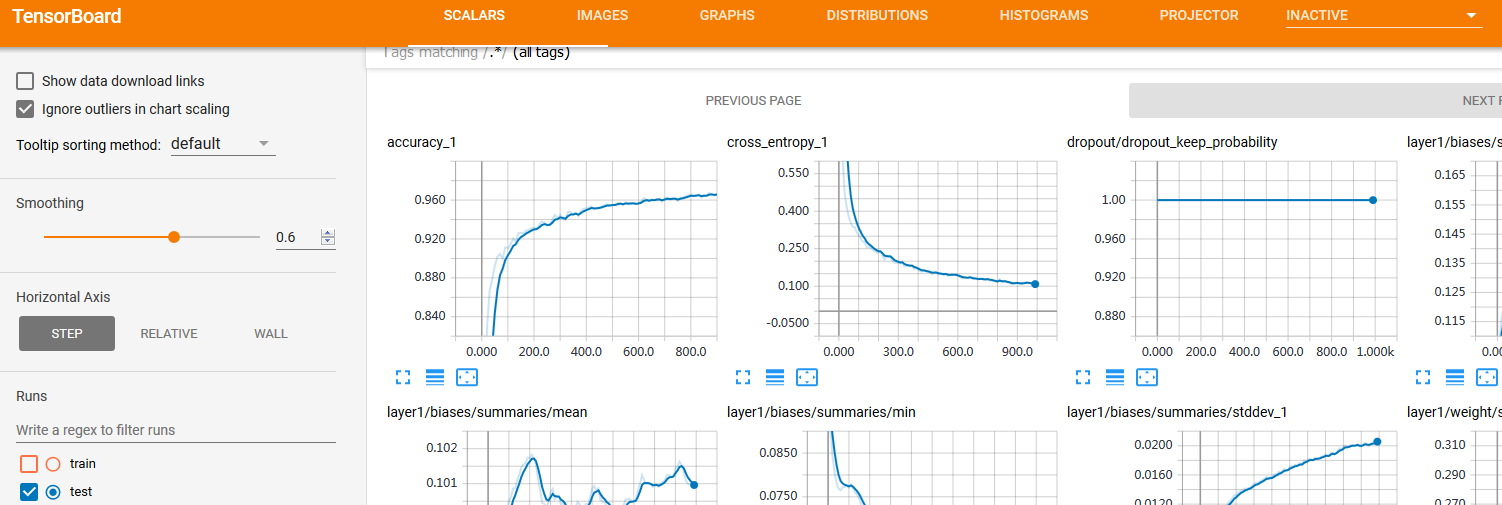 TensorBoard SCALARS IMAGES GRAPHS DISTRIBUTIONS HISTOGRAMS PROJECTOR INACTIVE
Tags matching /.*/ (all tags)
Show data download links
Ignore outliers in chart scaling
Tooltip sorting method: default
Smoothing
0.6
Horizontal Axis
STEP RELATIVE WALL
Runs
Write a regex to filter runs
train
test
PREVIOUS PAGE NEXT
accuracy_1
0.960
0.920
0.880
0.840
0.000 200.0 400.0 600.0 800.0
cross_entropy_1
0.550
0.400
0.250
0.100
-0.0500
0.000 300.0 600.0 900.0
dropout/dropout_keep_probability
1.00
0.960
0.920
0.880
0.000 200.0 400.0 600.0 800.0 1.000k
layer1/biases/s
0.165
0.155
0.145
0.135
0.125
0.115
0.00
layer1/biases/summaries/mean
0.102
0.101
layer1/biases/summaries/min
0.0850
0.0750
layer1/biases/summaries/stddev_1
0.0200
0.0160
0.0120
layer1/weight/s
0.310
0.290
0.270